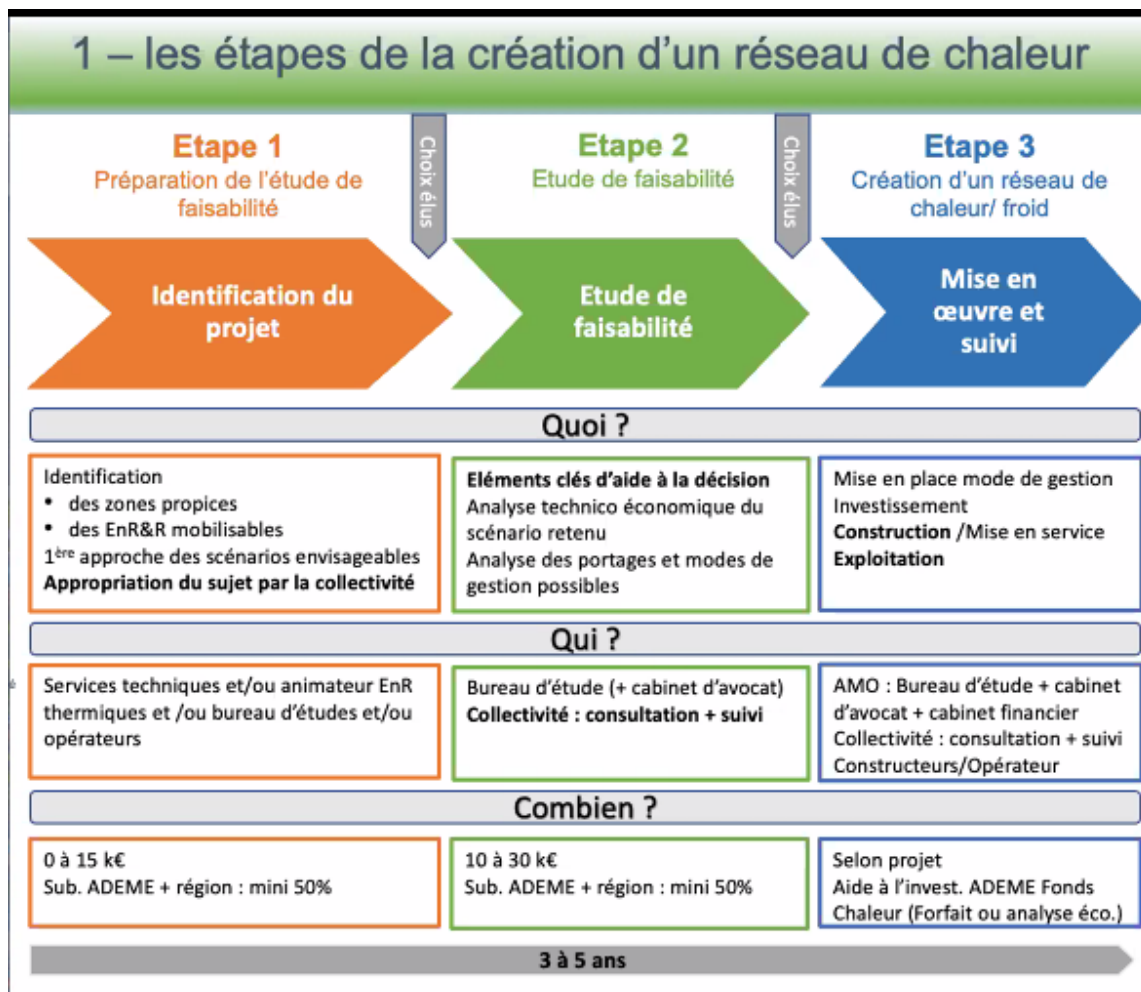 1 – les étapes de la création d'un réseau de chaleur
Etape 1
Préparation de l'étude de
faisabilité
Choix élus
Etape 2
Etude de faisabilité
Choix élus
Etape 3
Création d'un réseau de
chaleur/ froid
Identification du
projet
Etude de
faisabilité
Mise en
œuvre et
suivi
Quoi ?
Identification
• des zones propices
• des EnR&R mobilisables
1ère approche des scénarios envisageables
Appropriation du sujet par la collectivité
Eléments clés d'aide à la décision
Analyse technico économique du
scénario retenu
Analyse des portages et modes de
gestion possibles
Mise en place mode de gestion
Investissement
Construction /Mise en service
Exploitation
Qui ?
Services techniques et/ou animateur EnR
thermiques et /ou bureau d'études et/ou
opérateurs
Bureau d'étude (+ cabinet d'avocat)
Collectivité : consultation + suivi
AMO : Bureau d'étude + cabinet
d'avocat + cabinet financier
Collectivité : consultation + suivi
Constructeurs/Opérateur
Combien ?
0 à 15 k€
Sub. ADEME + région : mini 50%
10 à 30 k€
Sub. ADEME + région : mini 50%
Selon projet
Aide à l'invest. ADEME Fonds
Chaleur (Forfait ou analyse éco.)
3 à 5 ans